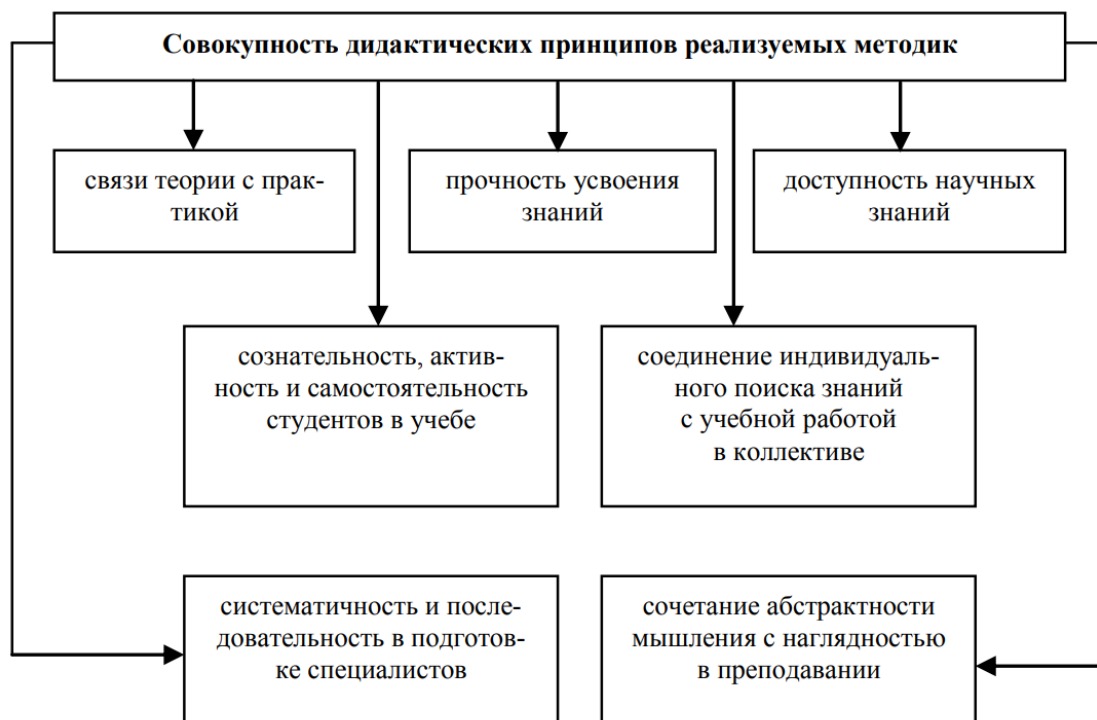 Совокупность дидактических принципов реализуемых методик
связи теории с прак-
тикой
прочность усвоения
знаний
доступность научных
знаний
сознательность, актив-
ность и самостоятельность
студентов в учебе
соединение индивидуаль-
ного поиска знаний
с учебной работой
в коллективе
систематичность и после-
довательность в подготов-
ке специалистов
сочетание абстрактности
мышления с наглядностью
в преподавании